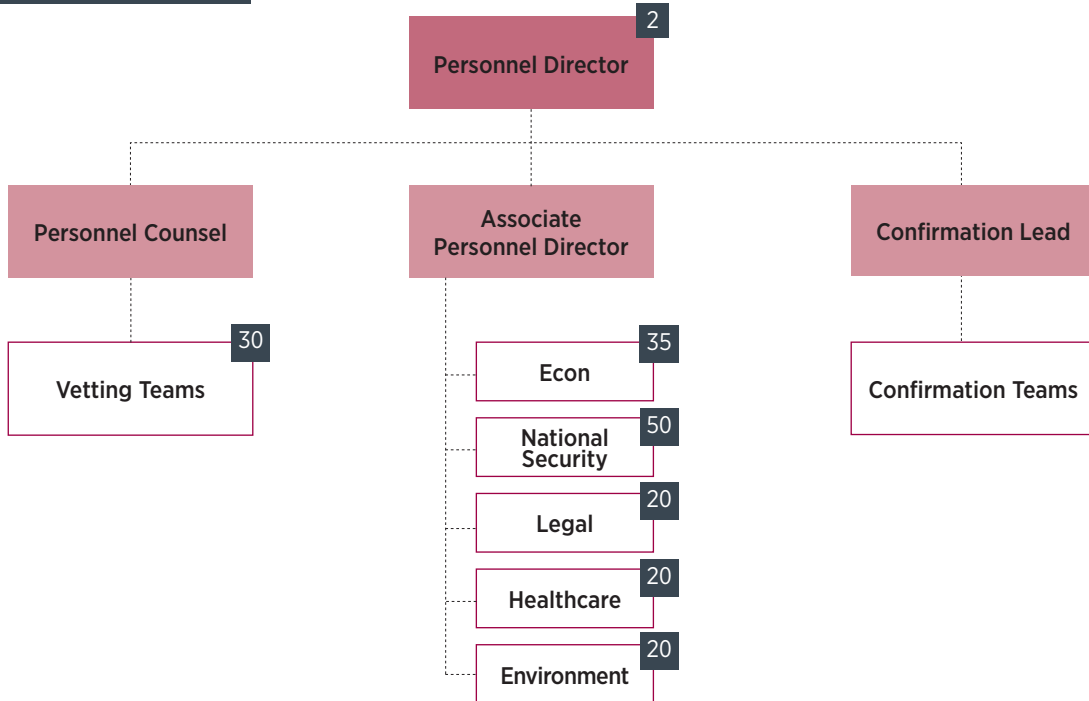 2
Personnel Director
Personnel Counsel
Associate
Personnel Director
Confirmation Lead
30
Vetting Teams
35
Econ
50
National
Security
20
Legal
20
Healthcare
20
Environment
Confirmation Teams